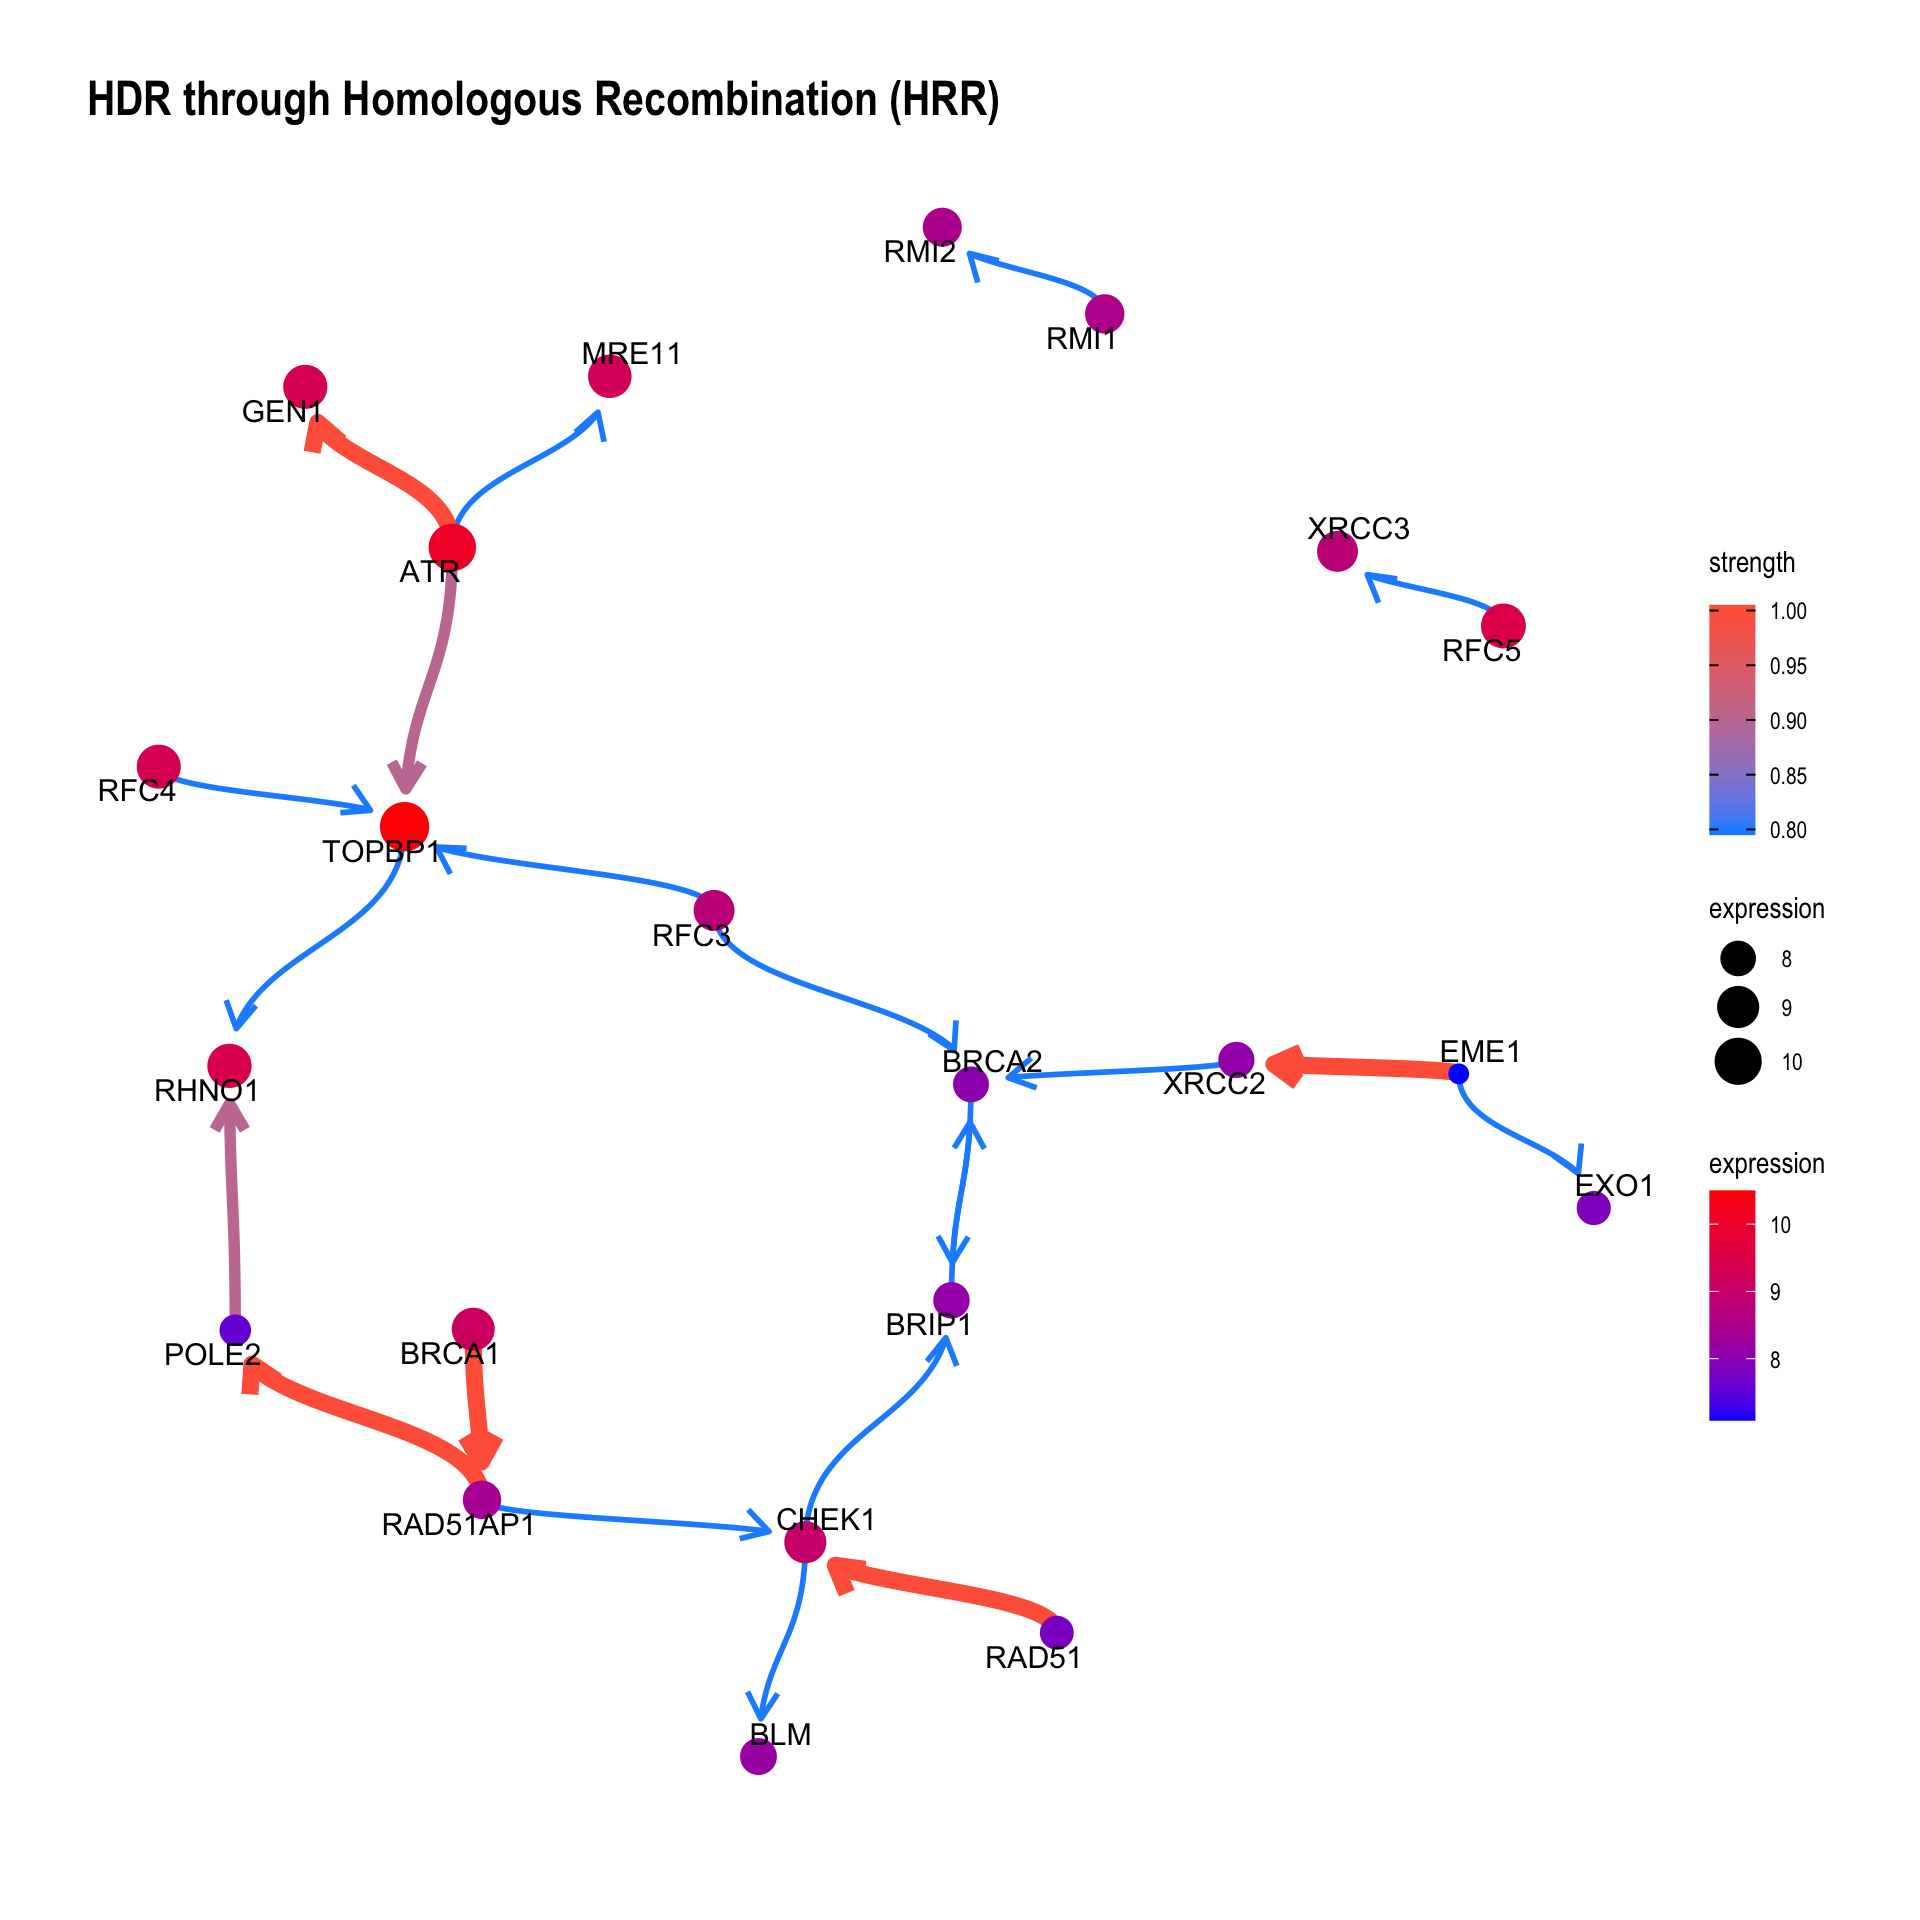 HDR through Homologous Recombination (HRR)
RMI2
RMI1
MRE11
GEN1
ATR
XRCC3
RFC5
RFC4
TOPBP1
RFC3
RHNO1
BRCA2
XRCC2
EME1
EXO1
BRIP1
POLE2
BRCA1
RAD51AP1
CHEK1
RAD51
BLM
strength
1.00
0.95
0.90
0.85
0.80
expression
8
9
10
expression
10
9
8